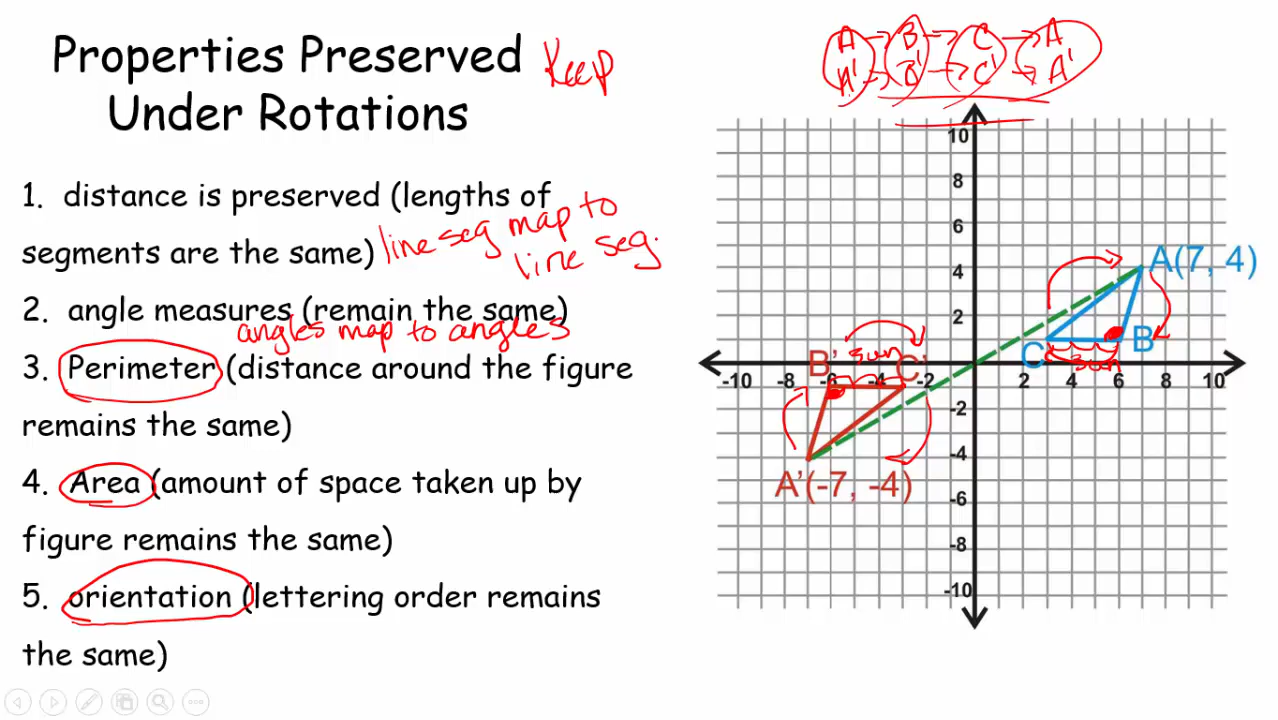 Properties Preserved Keep
Under Rotations
A → B → C → A
A' → B' → C' → A'
1. distance is preserved (lengths of
segments are the same) line seg map to
line seg.
2. angle measures (remain the same)
angles map to angles
3. Perimeter (distance around the figure
remains the same)
4. Area (amount of space taken up by
figure remains the same)
5. orientation (lettering order remains
the same)
10
8
6
A(7, 4)
4
2
B
C
5un
B'
5un
C'
-10 -8 -6 -4 -2 2 4 6 8 10
-2
-4
A'(-7, -4)
-6
-8
-10